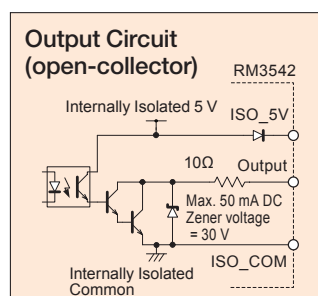 Output Circuit
(open-collector)
RM3542
Internally Isolated 5 V
ISO_5V
10Ω
Output
Max. 50 mA DC
Zener voltage
= 30 V
ISO_COM
Internally Isolated
Common